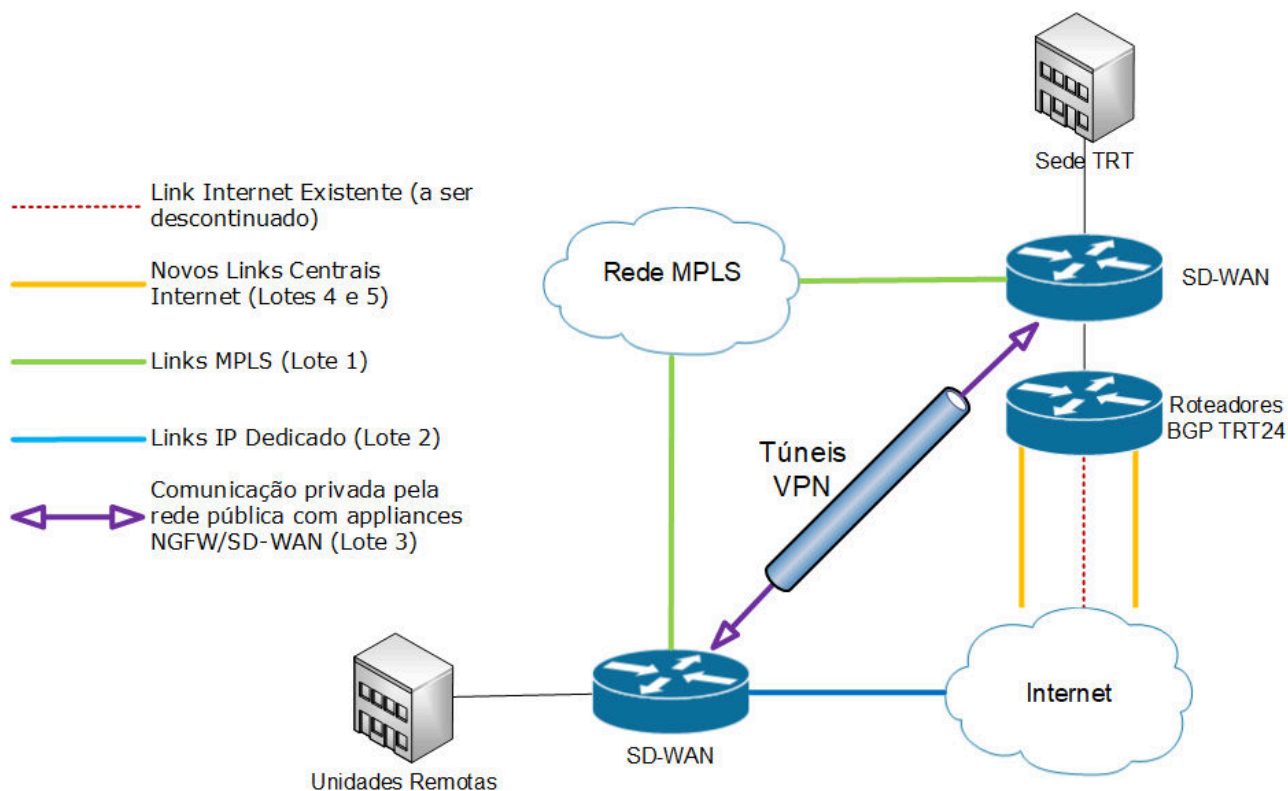 Sede TRT
Link Internet Existente (a ser
descontinuado)
Novos Links Centrais
Internet (Lotes 4 e 5)
Links MPLS (Lote 1)
Links IP Dedicado (Lote 2)
Comunicação privada pela
rede pública com appliances
NGFW/SD-WAN (Lote 3)
Rede MPLS
SD-WAN
Roteadores
BGP TRT24
Túneis
VPN
Internet
SD-WAN
Unidades Remotas